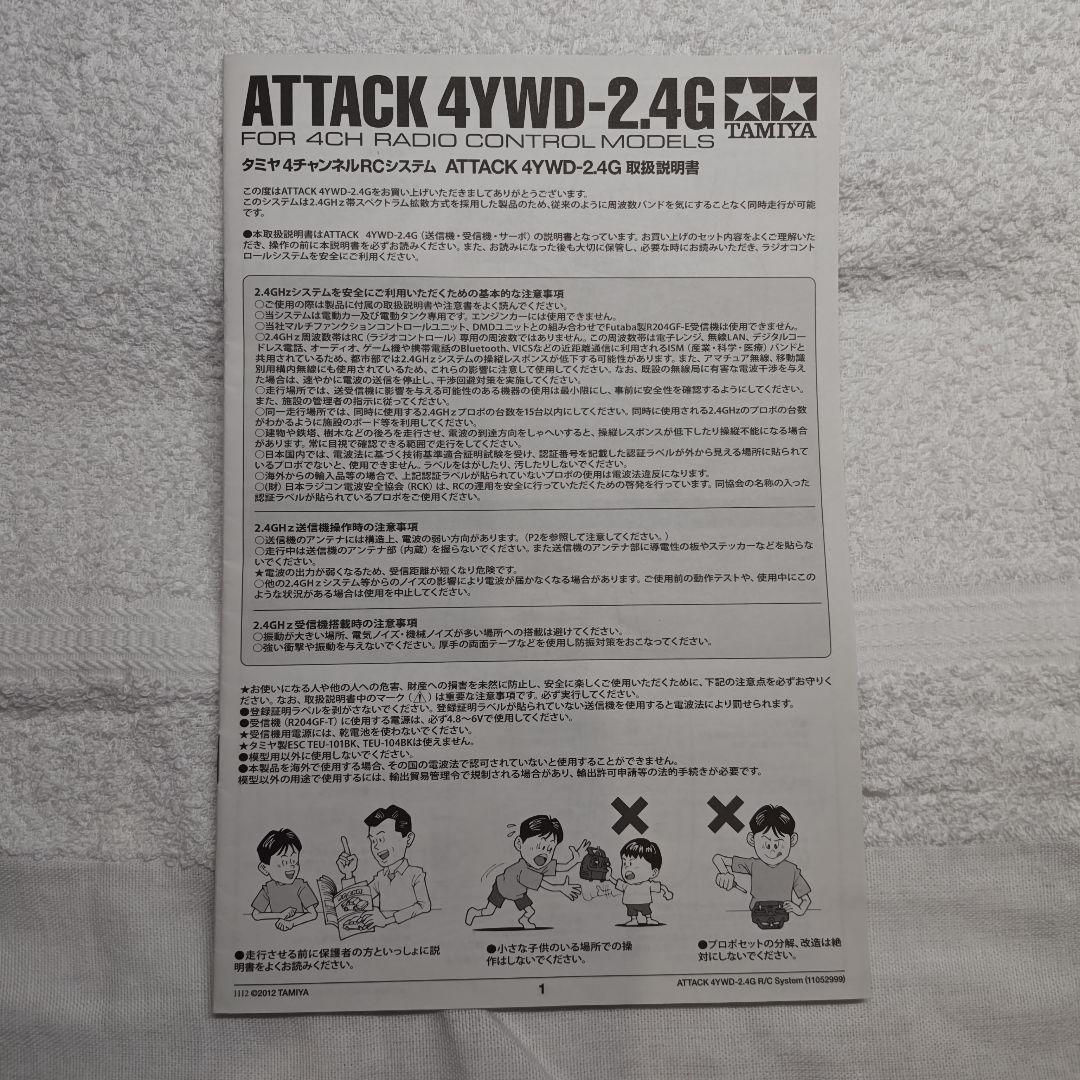 ATTACK 4YWD-2.4G
TAMIYA
FOR 4CH RADIO CONTROL MODELS
タミヤ4チャンネルRCシステム ATTACK 4YWD-2.4G 取扱説明書
この度はATTACK 4YWD-2.4Gをお買い上げいただきましてありがとうございます。
このシステムは2.4GHz帯スペクトラム拡散方式を採用した製品のため、従来のように周波数バンドを気にすることなく同時走行が可能
です。
●本取扱説明書はATTACK 4YWD-2.4G（送信機・受信機・サーボ）の説明書となっています。お買い上げのセット内容をよくご理解いた
だき、操作の前に本説明書を必ずお読みください。また、お読みになった後も大切に保管し、必要な時にお読みいただき、ラジオコント
ロールシステムを安全にご利用ください。
2.4GHzシステムを安全にご利用いただくための基本的な注意事項
○ご使用の際は製品に付属の取扱説明書や注意書をよく読んでください。
○当システムは電動カー及び電動タンク専用です。エンジンカーには使用できません。
○当社マルチファンクションコントロールユニット、DMDユニットとの組み合わせでFutaba製R204GF-E受信機は使用できません。
○2.4GHz周波数帯はRC（ラジオコントロール）専用の周波数ではありません。この周波数帯は電子レンジ、無線LAN、デジタルコー
ドレス電話、オーディオ、ゲーム機や携帯電話のBluetooth、VICSなどの近距離通信に利用されるISM（産業・科学・医療）バンドと
共用されているため、都市部では2.4GHzシステムの操縦レスポンスが低下する可能性があります。また、アマチュア無線、移動識
別用構内無線にも使用されているため、これらの影響に注意して使用してください。なお、既設の無線局に有害な電波干渉を与え
た場合は、速やかに電波の送信を停止し、干渉回避対策を実施してください。
○走行場所では、送受信機に影響を与える可能性のある機器の使用は最小限にし、事前に安全性を確認するようにしてください。
また、施設の管理者の指示に従ってください。
○同一走行場所では、同時に使用する2.4GHzプロポの台数を15台以内にしてください。同時に使用される2.4GHzのプロポの台数
がわかるように施設のボード等を利用してください。
○建物や鉄塔、樹木などの後ろを走行させ、電波の到達方向をしゃへいすると、操縦レスポンスが低下したり操縦不能になる場合
があります。常に目視で確認できる範囲で走行をしてください。
○日本国内では、電波法に基づく技術基準適合証明試験を受け、認証番号を記載した認証ラベルが外から見える場所に貼られて
いるプロポでないと、使用できません。ラベルをはがしたり、汚したりしないでください。
○海外からの輸入品等の場合で、上記認証ラベルが貼られていないプロポの使用は電波法違反になります。
○（財）日本ラジコン電波安全協会（RCK）は、RCの運用を安全に行っていただくための啓発を行っています。同協会の名称の入った
認証ラベルが貼られているプロポをご使用ください。
2.4GHz送信機操作時の注意事項
○送信機のアンテナには構造上、電波の弱い方向があります。（P2を参照して注意してください。）
○走行中は送信機のアンテナ部（内蔵）を握らないでください。また送信機のアンテナ部に導電性の板やステッカーなどを貼らな
いでください。
★電波の出力が弱くなるため、受信距離が短くなり危険です。
○他の2.4GHzシステム等からのノイズの影響により電波が届かなくなる場合があります。ご使用前の動作テストや、使用中にこの
ような状況がある場合は使用を中止してください。
2.4GHz受信機搭載時の注意事項
○振動が大きい場所、電気ノイズ・機械ノイズが多い場所への搭載は避けてください。
○強い衝撃や振動を与えないでください。厚手の両面テープなどを使用し防振対策をおこなってください。
★お使いになる人や他の人への危害、財産への損害を未然に防止し、安全に楽しくご使用いただくために、下記の注意点を必ずお守りく
ださい。なお、取扱説明書中のマーク（⚠）は重要な注意事項です。必ず実行してください。
●登録証明ラベルを剥がさないでください。登録証明ラベルが貼られていない送信機を使用すると電波法により罰せられます。
●受信機（R204GF-T）に使用する電源は、必ず4.8〜6Vで使用してください。
★受信機用電源には、乾電池を使わないでください。
★タミヤ製ESC TEU-101BK、TEU-104BKは使えません。
●模型用以外に使用しないでください。
●本製品を海外で使用する場合、その国の電波法で認可されていないと使用することができません。
模型以外の用途で使用するには、輸出貿易管理令で規制される場合があり、輸出許可申請等の法的手続きが必要です。
●走行させる前に保護者の方といっしょに説
明書をよくお読みください。
●小さな子供のいる場所での操
作はしないでください。
●プロポセットの分解、改造は絶
対にしないでください。
1112 ©2012 TAMIYA
1
ATTACK 4YWD-2.4G R/C System (11052999)